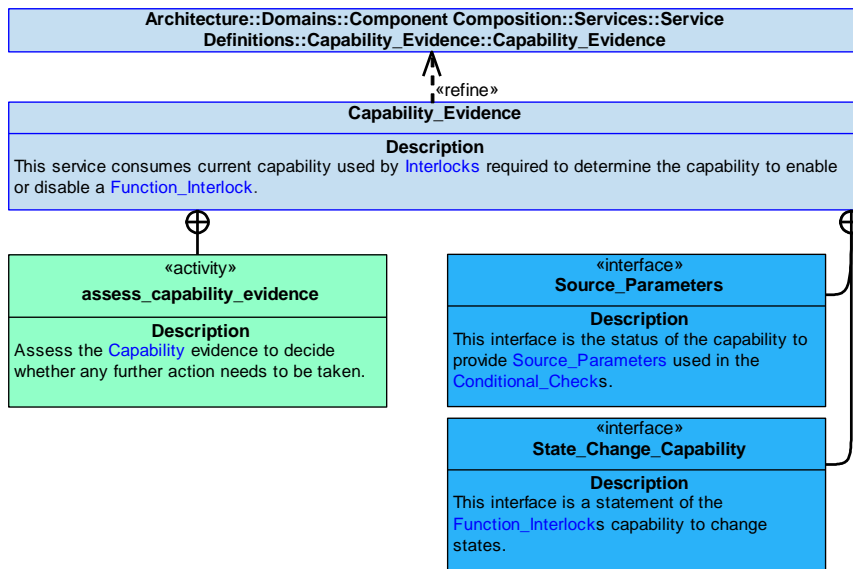 Architecture::Domains::Component Composition::Services::Service
Definitions::Capability_Evidence::Capability_Evidence
«refine»
Capability_Evidence
Description
This service consumes current capability used by Interlocks required to determine the capability to enable
or disable a Function_Interlock.
«activity»
assess_capability_evidence
Description
Assess the Capability evidence to decide
whether any further action needs to be taken.
«interface»
Source_Parameters
Description
This interface is the status of the capability to
provide Source_Parameters used in the
Conditional_Checks.
«interface»
State_Change_Capability
Description
This interface is a statement of the
Function_Interlocks capability to change
states.